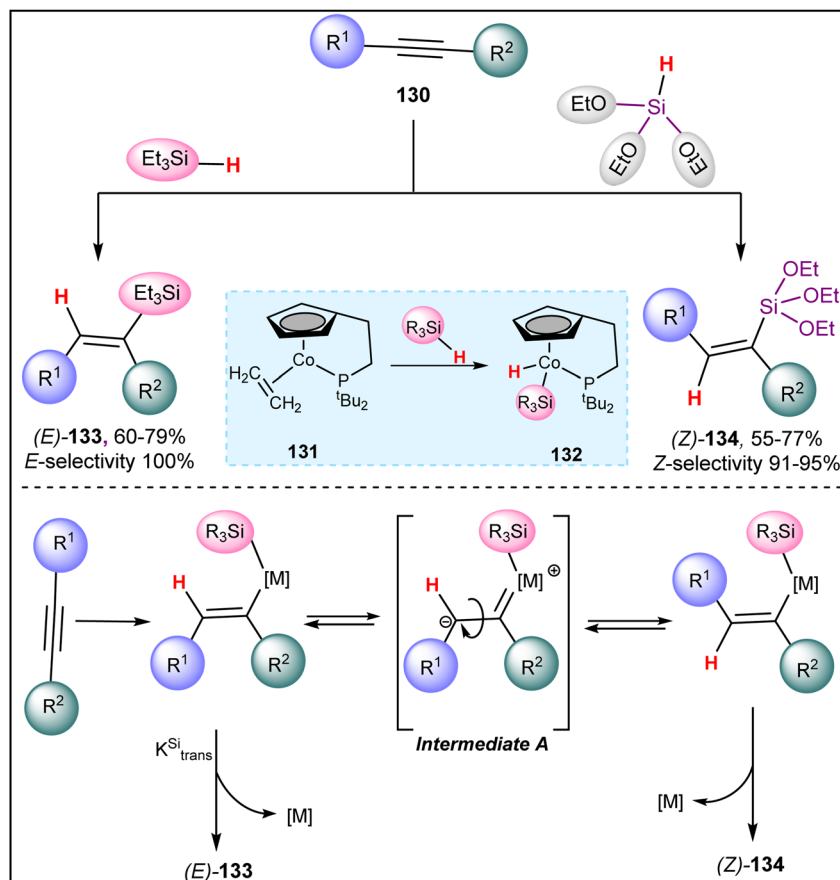 R¹
R²
130
Et₃Si
H
H
Si
EtO
EtO
EtO
H
Et₃Si
R¹
R²
(E)-133, 60-79%
E-selectivity 100%
H₂C
CH₂
Co
P
ᵗBu₂
131
R₃Si
H
H
Co
R₃Si
P
ᵗBu₂
132
R¹
Si
OEt
OEt
OEt
H
R²
(Z)-134, 55-77%
Z-selectivity 91-95%
R¹
R²
R₃Si
[M]
H
R¹
R²
R₃Si
[M]
⊕
H
⊖
R¹
R²
Intermediate A
R₃Si
R¹
[M]
H
R²
K^Si_trans
[M]
(E)-133
[M]
(Z)-134